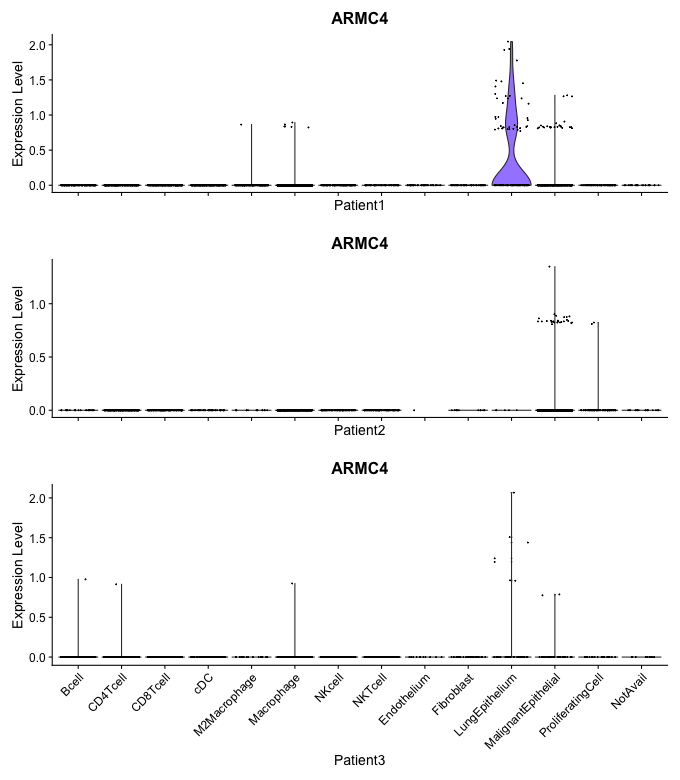 ARMC4
2.0
1.5
1.0
0.5
0.0
Expression Level
Patient1
ARMC4
1.0
0.5
0.0
Expression Level
Patient2
ARMC4
2.0
1.5
1.0
0.5
0.0
Expression Level
Bcell
CD4Tcell
CD8Tcell
cDC
M2Macrophage
Macrophage
NKcell
NKTcell
Endothelium
Fibroblast
LungEpithelium
MalignantEpithelial
ProliferatingCell
NotAvail
Patient3